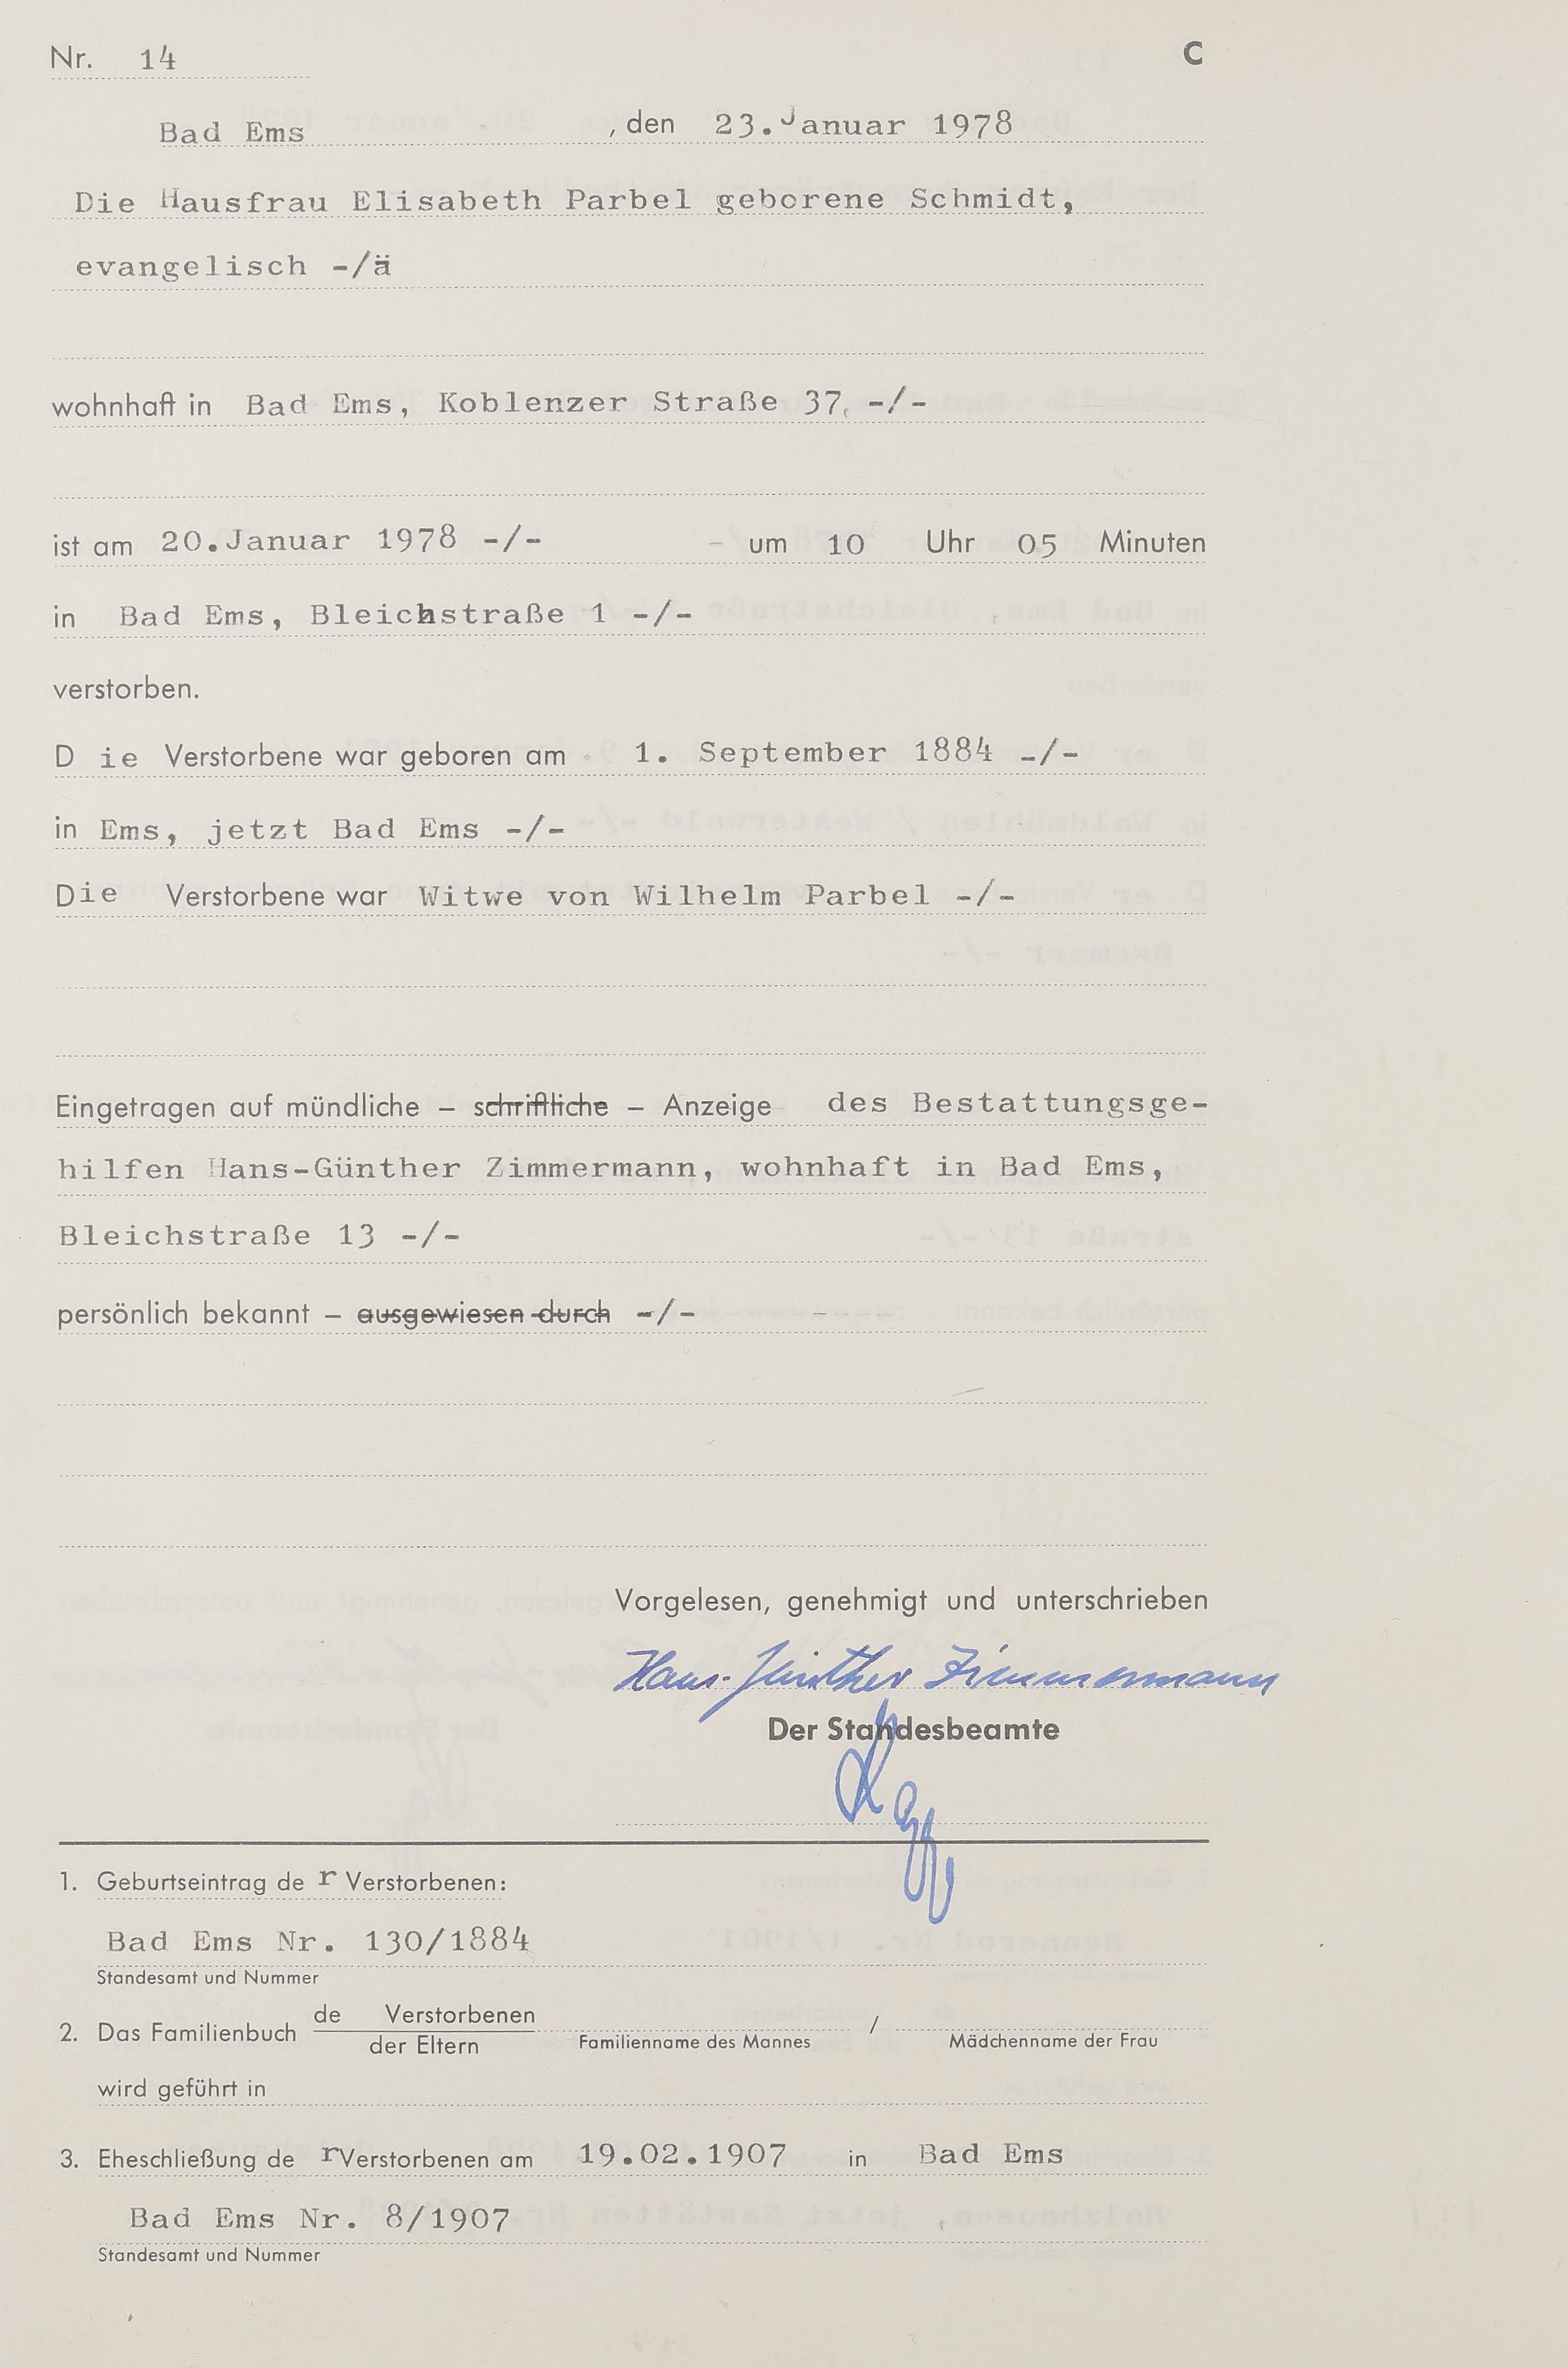 Nr. 14 C
Bad Ems , den 23.Januar 1978
Die Hausfrau Elisabeth Parbel geborene Schmidt,
evangelisch -/ä
wohnhaft in Bad Ems, Koblenzer Straße 37, -/-
ist am 20.Januar 1978 -/- - um 10 Uhr 05 Minuten
in Bad Ems, Bleichstraße 1 -/-
verstorben.
Die Verstorbene war geboren am 1. September 1884 -/-
in Ems, jetzt Bad Ems -/-
Die Verstorbene war Witwe von Wilhelm Parbel -/-
Eingetragen auf mündliche – schriftliche – Anzeige des Bestattungsge-
hilfen Hans-Günther Zimmermann, wohnhaft in Bad Ems,
Bleichstraße 13 -/-
persönlich bekannt – ausgewiesen durch -/-
Vorgelesen, genehmigt und unterschrieben
Hans-Günther Zimmermann
Der Standesbeamte
1. Geburtseintrag der Verstorbenen:
Bad Ems Nr. 130/1884
Standesamt und Nummer
de Verstorbenen
2. Das Familienbuch /
der Eltern Familienname des Mannes Mädchenname der Frau
wird geführt in
3. Eheschließung der Verstorbenen am 19.02.1907 in Bad Ems
Bad Ems Nr. 8/1907
Standesamt und Nummer